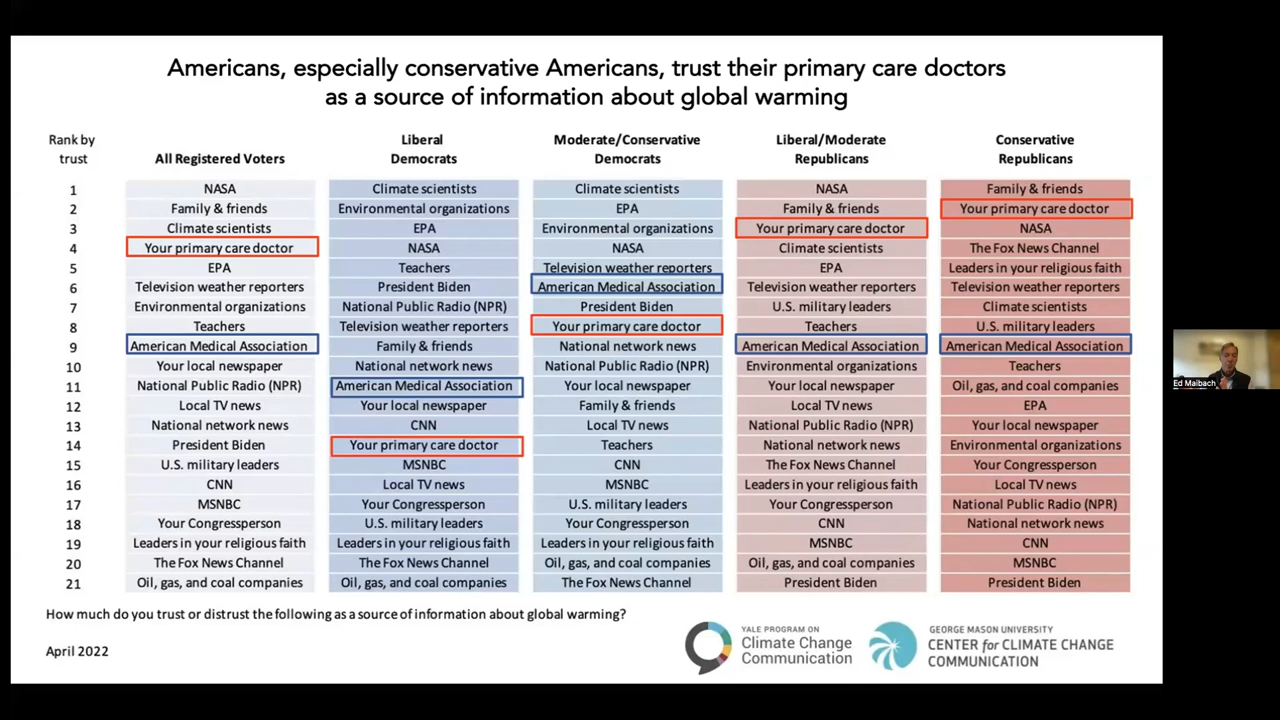 Americans, especially conservative Americans, trust their primary care doctors
as a source of information about global warming
Rank by trust | All Registered Voters | Liberal Democrats | Moderate/Conservative Democrats | Liberal/Moderate Republicans | Conservative Republicans
1 | NASA | Climate scientists | Climate scientists | NASA | Family & friends
2 | Family & friends | Environmental organizations | EPA | Family & friends | Your primary care doctor
3 | Climate scientists | EPA | Environmental organizations | Your primary care doctor | NASA
4 | Your primary care doctor | NASA | NASA | Climate scientists | The Fox News Channel
5 | EPA | Teachers | Television weather reporters | EPA | Leaders in your religious faith
6 | Television weather reporters | President Biden | American Medical Association | Television weather reporters | Television weather reporters
7 | Environmental organizations | National Public Radio (NPR) | President Biden | U.S. military leaders | Climate scientists
8 | Teachers | Television weather reporters | Your primary care doctor | Teachers | U.S. military leaders
9 | American Medical Association | Family & friends | National network news | American Medical Association | American Medical Association
10 | Your local newspaper | National network news | National Public Radio (NPR) | Environmental organizations | Teachers
11 | National Public Radio (NPR) | American Medical Association | Your local newspaper | Your local newspaper | Oil, gas, and coal companies
12 | Local TV news | Your local newspaper | Family & friends | Local TV news | EPA
13 | National network news | CNN | Local TV news | National Public Radio (NPR) | Your local newspaper
14 | President Biden | Your primary care doctor | Teachers | National network news | Environmental organizations
15 | U.S. military leaders | MSNBC | CNN | The Fox News Channel | Your Congressperson
16 | CNN | Local TV news | MSNBC | Leaders in your religious faith | Local TV news
17 | MSNBC | Your Congressperson | U.S. military leaders | Your Congressperson | National Public Radio (NPR)
18 | Your Congressperson | U.S. military leaders | Your Congressperson | CNN | National network news
19 | Leaders in your religious faith | Leaders in your religious faith | Leaders in your religious faith | MSNBC | CNN
20 | The Fox News Channel | The Fox News Channel | Oil, gas, and coal companies | Oil, gas, and coal companies | MSNBC
21 | Oil, gas, and coal companies | Oil, gas, and coal companies | The Fox News Channel | President Biden | President Biden
How much do you trust or distrust the following as a source of information about global warming?
April 2022
YALE PROGRAM ON
Climate Change
Communication
GEORGE MASON UNIVERSITY
CENTER for CLIMATE CHANGE
COMMUNICATION
Ed Maibach